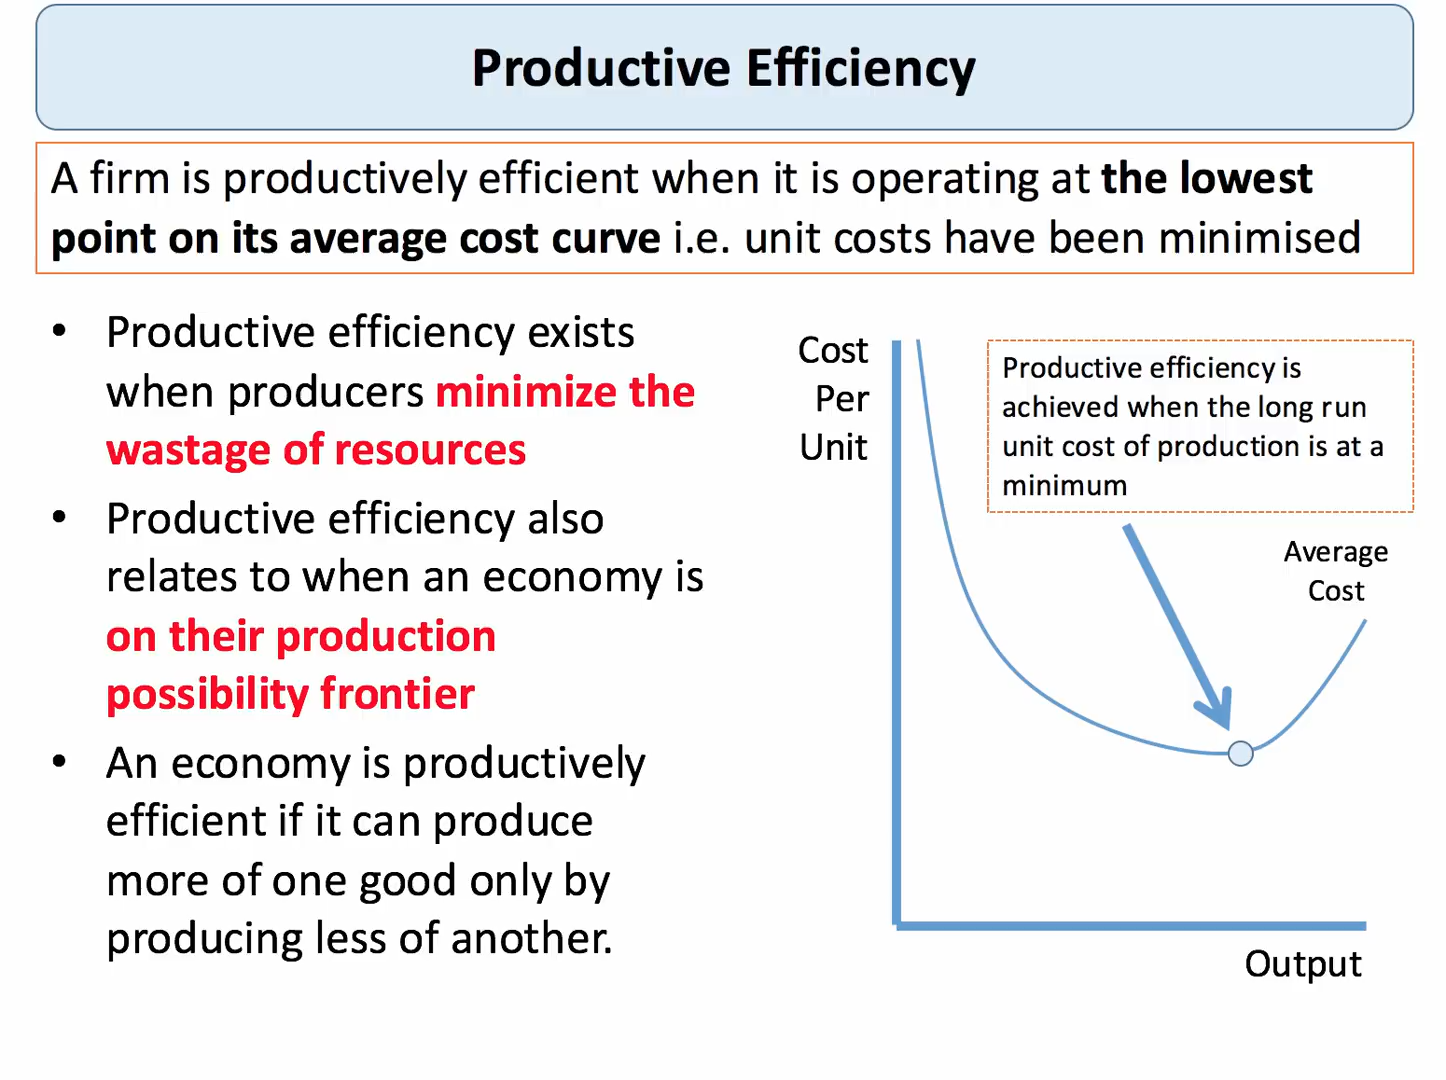 Productive Efficiency
A firm is productively efficient when it is operating at the lowest
point on its average cost curve i.e. unit costs have been minimised
• Productive efficiency exists
when producers minimize the
wastage of resources
• Productive efficiency also
relates to when an economy is
on their production
possibility frontier
• An economy is productively
efficient if it can produce
more of one good only by
producing less of another.
Cost
Per
Unit
Productive efficiency is
achieved when the long run
unit cost of production is at a
minimum
Average
Cost
Output